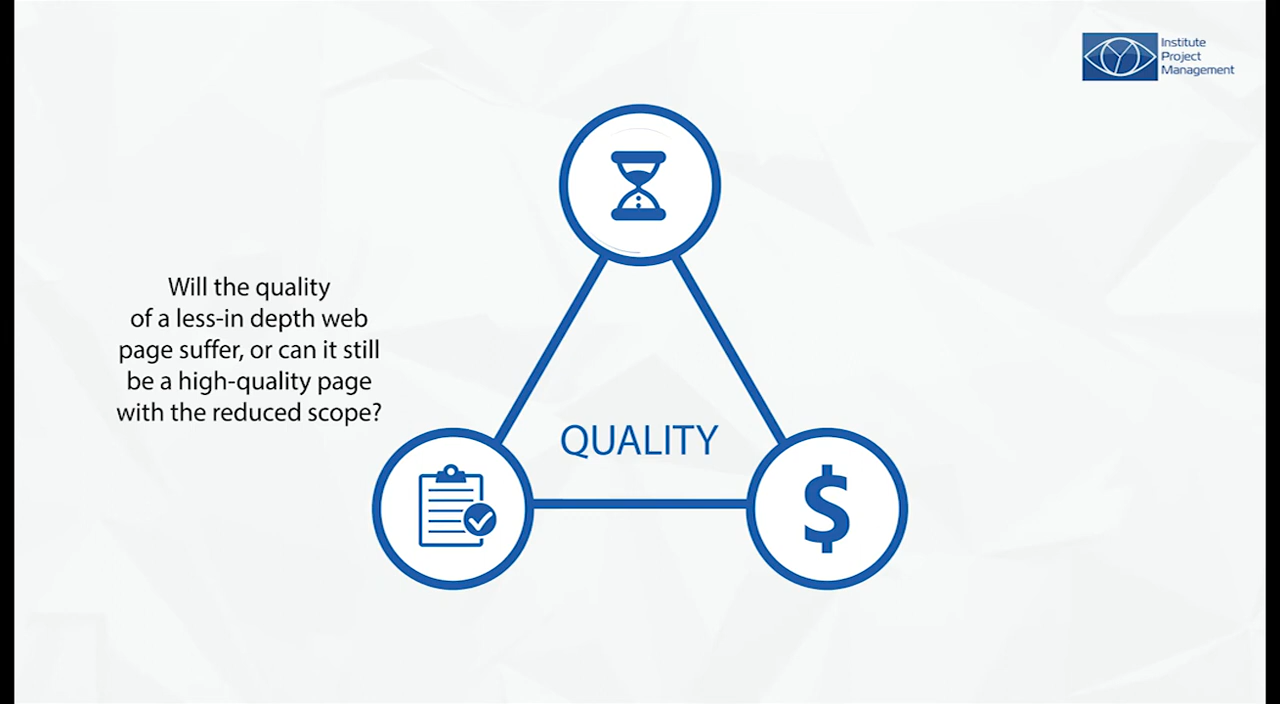 Institute
Project
Management
Will the quality
of a less-in depth web
page suffer, or can it still
be a high-quality page
with the reduced scope?
QUALITY
$